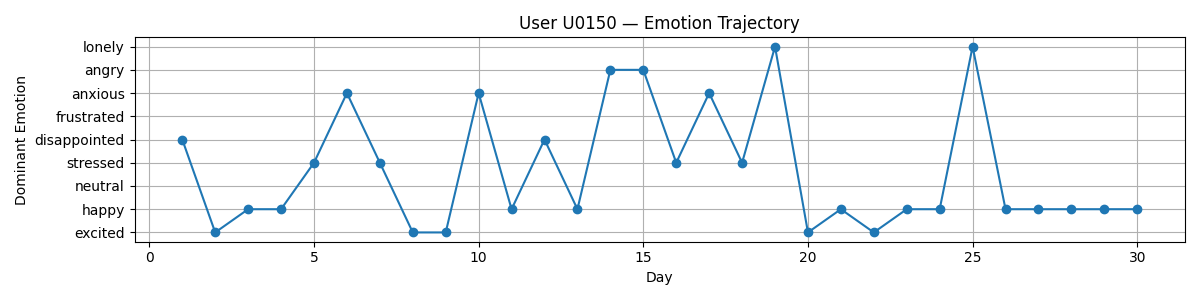 User U0150 — Emotion Trajectory
Dominant Emotion
lonely
angry
anxious
frustrated
disappointed
stressed
neutral
happy
excited
0 5 10 15 20 25 30
Day